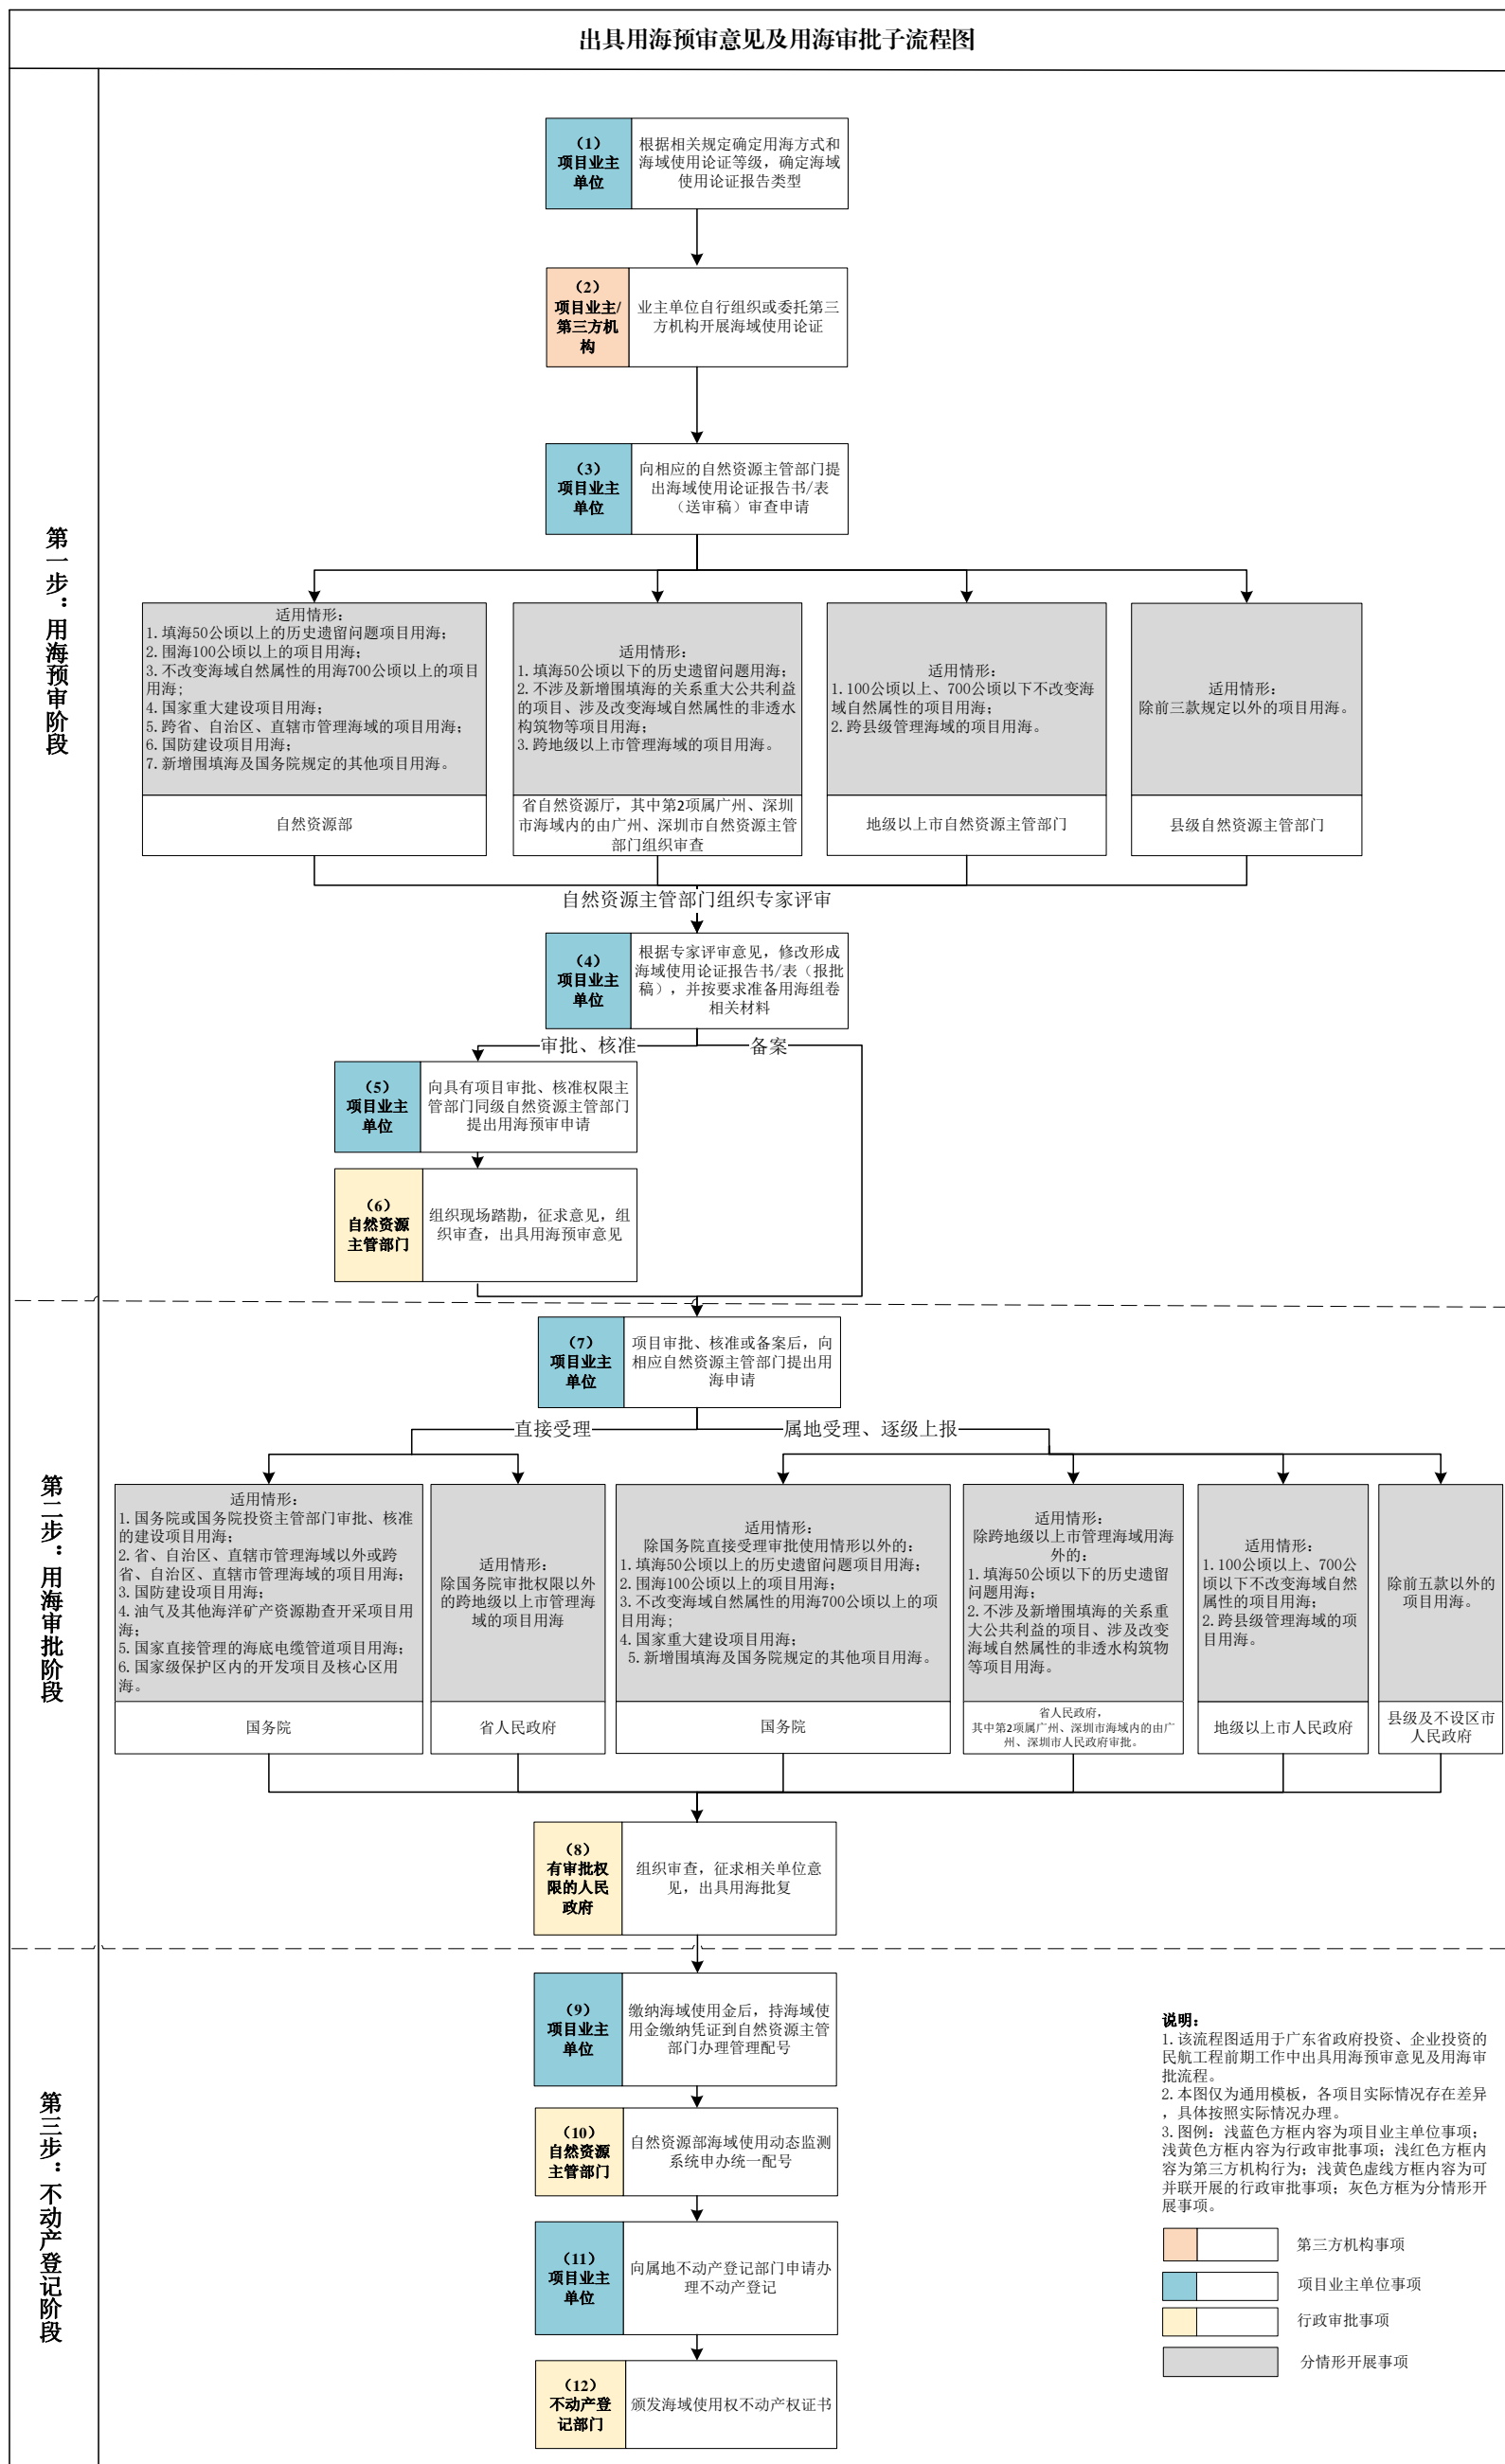 出具用海预审意见及用海审批子流程图
第一步：用海预审阶段
（1）
项目业主
单位
根据相关规定确定用海方式和
海域使用论证等级，确定海域
使用论证报告类型
（2）
项目业主/
第三方机
构
业主单位自行组织或委托第三
方机构开展海域使用论证
（3）
项目业主
单位
向相应的自然资源主管部门提
出海域使用论证报告书/表
（送审稿）审查申请
适用情形：
1.填海50公顷以上的历史遗留问题项目用海；
2.围海100公顷以上的项目用海；
3.不改变海域自然属性的用海700公顷以上的项目
用海；
4.国家重大建设项目用海；
5.跨省、自治区、直辖市管理海域的项目用海；
6.国防建设项目用海；
7.新增围填海及国务院规定的其他项目用海。
自然资源部
适用情形：
1.填海50公顷以下的历史遗留问题用海；
2.不涉及新增围填海的关系重大公共利益
的项目、涉及改变海域自然属性的非透水
构筑物等项目用海；
3.跨地级以上市管理海域的项目用海。
省自然资源厅，其中第2项属广州、深圳
市海域内的由广州、深圳市自然资源主管
部门组织审查
适用情形：
1.100公顷以上、700公顷以下不改变海
域自然属性的项目用海；
2.跨县级管理海域的项目用海。
地级以上市自然资源主管部门
适用情形：
除前三款规定以外的项目用海。
县级自然资源主管部门
自然资源主管部门组织专家评审
（4）
项目业主
单位
根据专家评审意见，修改形成
海域使用论证报告书/表（报批
稿），并按要求准备用海组卷
相关材料
审批、核准
备案
（5）
项目业主
单位
向具有项目审批、核准权限主
管部门同级自然资源主管部门
提出用海预审申请
（6）
自然资源
主管部门
组织现场踏勘，征求意见，组
织审查，出具用海预审意见
第二步：用海审批阶段
（7）
项目业主
单位
项目审批、核准或备案后，向
相应自然资源主管部门提出用
海申请
直接受理
属地受理、逐级上报
适用情形：
1.国务院或国务院投资主管部门审批、核准
的建设项目用海；
2.省、自治区、直辖市管理海域以外或跨
省、自治区、直辖市管理海域的项目用海；
3.国防建设项目用海；
4.油气及其他海洋矿产资源勘查开采项目用
海；
5.国家直接管理的海底电缆管道项目用海；
6.国家级保护区内的开发项目及核心区用
海。
国务院
适用情形：
除国务院审批权限以外
的跨地级以上市管理海
域的项目用海
省人民政府
适用情形：
除国务院直接受理审批使用情形以外的：
1.填海50公顷以上的历史遗留问题项目用海；
2.围海100公顷以上的项目用海；
3.不改变海域自然属性的用海700公顷以上的项
目用海；
4.国家重大建设项目用海；
5.新增围填海及国务院规定的其他项目用海。
国务院
适用情形：
除跨地级以上市管理海域用海
外的：
1.填海50公顷以下的历史遗留
问题用海；
2.不涉及新增围填海的关系重
大公共利益的项目、涉及改变
海域自然属性的非透水构筑物
等项目用海。
省人民政府，
其中第2项属广州、深圳市海域内的由广
州、深圳市人民政府审批。
适用情形：
1.100公顷以上、700公
顷以下不改变海域自然
属性的项目用海；
2.跨县级管理海域的项
目用海。
地级以上市人民政府
除前五款以外的
项目用海。
县级及不设区市
人民政府
（8）
有审批权
限的人民
政府
组织审查，征求相关单位意
见，出具用海批复
第三步：不动产登记阶段
（9）
项目业主
单位
缴纳海域使用金后，持海域使
用金缴纳凭证到自然资源主管
部门办理管理配号
（10）
自然资源
主管部门
自然资源部海域使用动态监测
系统申办统一配号
（11）
项目业主
单位
向属地不动产登记部门申请办
理不动产登记
（12）
不动产登
记部门
颁发海域使用权不动产权证书
说明：
1.该流程图适用于广东省政府投资、企业投资的
民航工程前期工作中出具用海预审意见及用海审
批流程。
2.本图仅为通用模板，各项目实际情况存在差异
，具体按照实际情况办理。
3.图例：浅蓝色方框内容为项目业主单位事项；
浅黄色方框内容为行政审批事项；浅红色方框内
容为第三方机构行为；浅黄色虚线方框内容为可
并联开展的行政审批事项；灰色方框为分情形开
展事项。
第三方机构事项
项目业主单位事项
行政审批事项
分情形开展事项